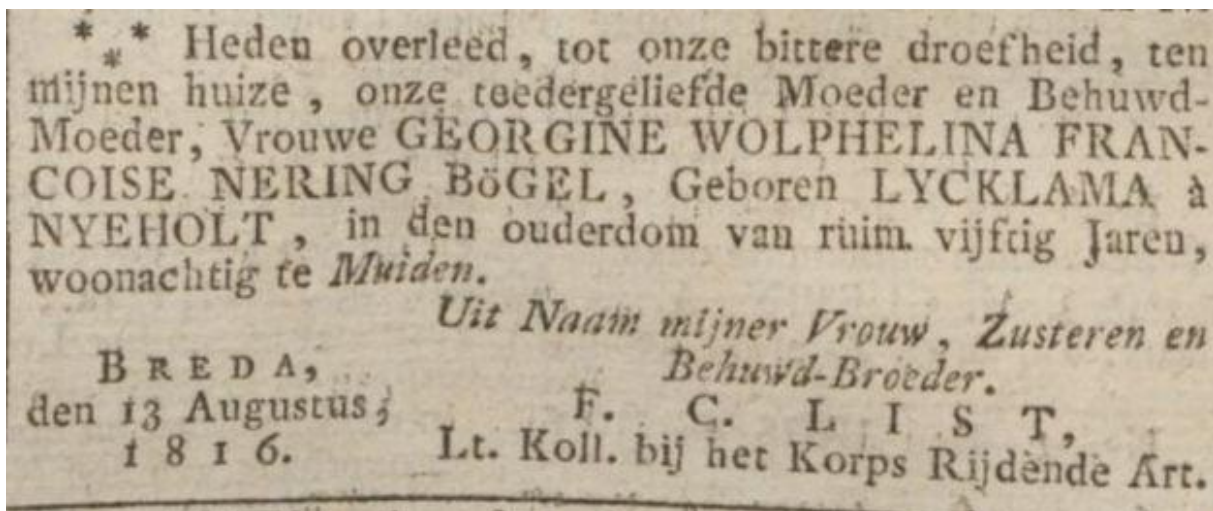 *⁎* Heden overleed, tot onze bittere droefheid, ten
mijnen huize, onze teedergeliefde Moeder en Behuwd-
Moeder, Vrouwe GEORGINE WOLPHELINA FRAN-
COISE NERING BöGEL, Geboren LYCKLAMA à
NYEHOLT, in den ouderdom van ruim vijftig Jaren,
woonachtig te Muiden.
Uit Naam mijner Vrouw, Zusteren en
Behuwd-Broeder.
BREDA,
den 13 Augustus,
1816.
F. C. LIST,
Lt. Koll. bij het Korps Rijdende Art.